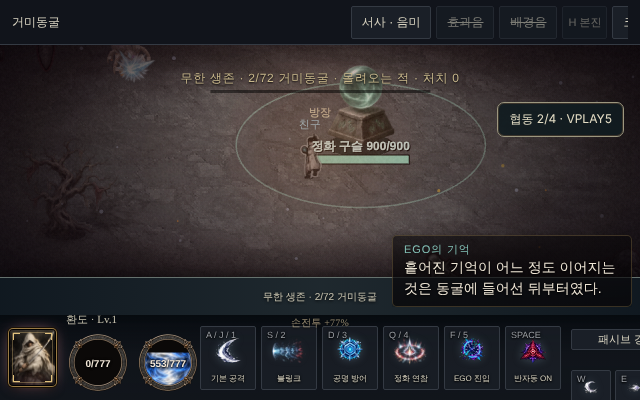 거미동굴
서사 · 음미
효과음
배경음
H 본진
무한 생존 · 2/72 거미동굴 · 몰려오는 적 · 처치 0
방장
친구
정화 구슬 900/900
협동 2/4 · VPLAY5
EGO의 기억
흩어진 기억이 어느 정도 이어지는
것은 동굴에 들어선 뒤부터였다.
무한 생존 · 2/72 거미동굴
환도 · Lv.1
손전투 +77%
0/777
553/777
A / J / 1
기본 공격
S / 2
블링크
D / 3
공명 방어
Q / 4
정화 연참
F / 5
EGO 진입
SPACE
반자동 ON
패시브
W
E